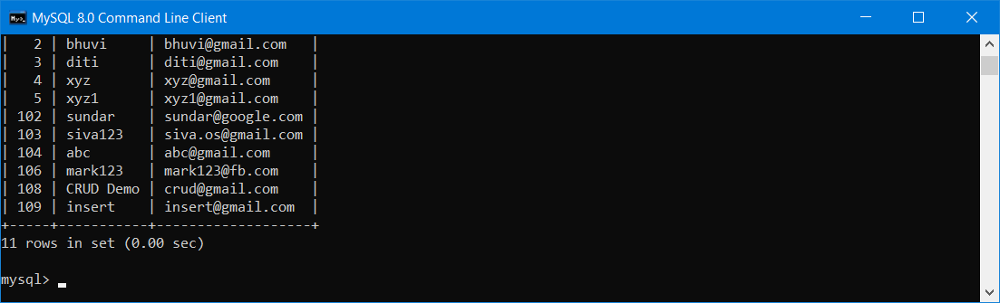 MySQL 8.0 Command Line Client
|   2 | bhuvi     | bhuvi@gmail.com   |
|   3 | diti      | diti@gmail.com    |
|   4 | xyz       | xyz@gmail.com     |
|   5 | xyz1      | xyz1@gmail.com    |
| 102 | sundar    | sundar@google.com |
| 103 | siva123   | siva.os@gmail.com |
| 104 | abc       | abc@gmail.com     |
| 106 | mark123   | mark123@fb.com    |
| 108 | CRUD Demo | crud@gmail.com    |
| 109 | insert    | insert@gmail.com  |
+-----+-----------+-------------------+
11 rows in set (0.00 sec)
mysql>